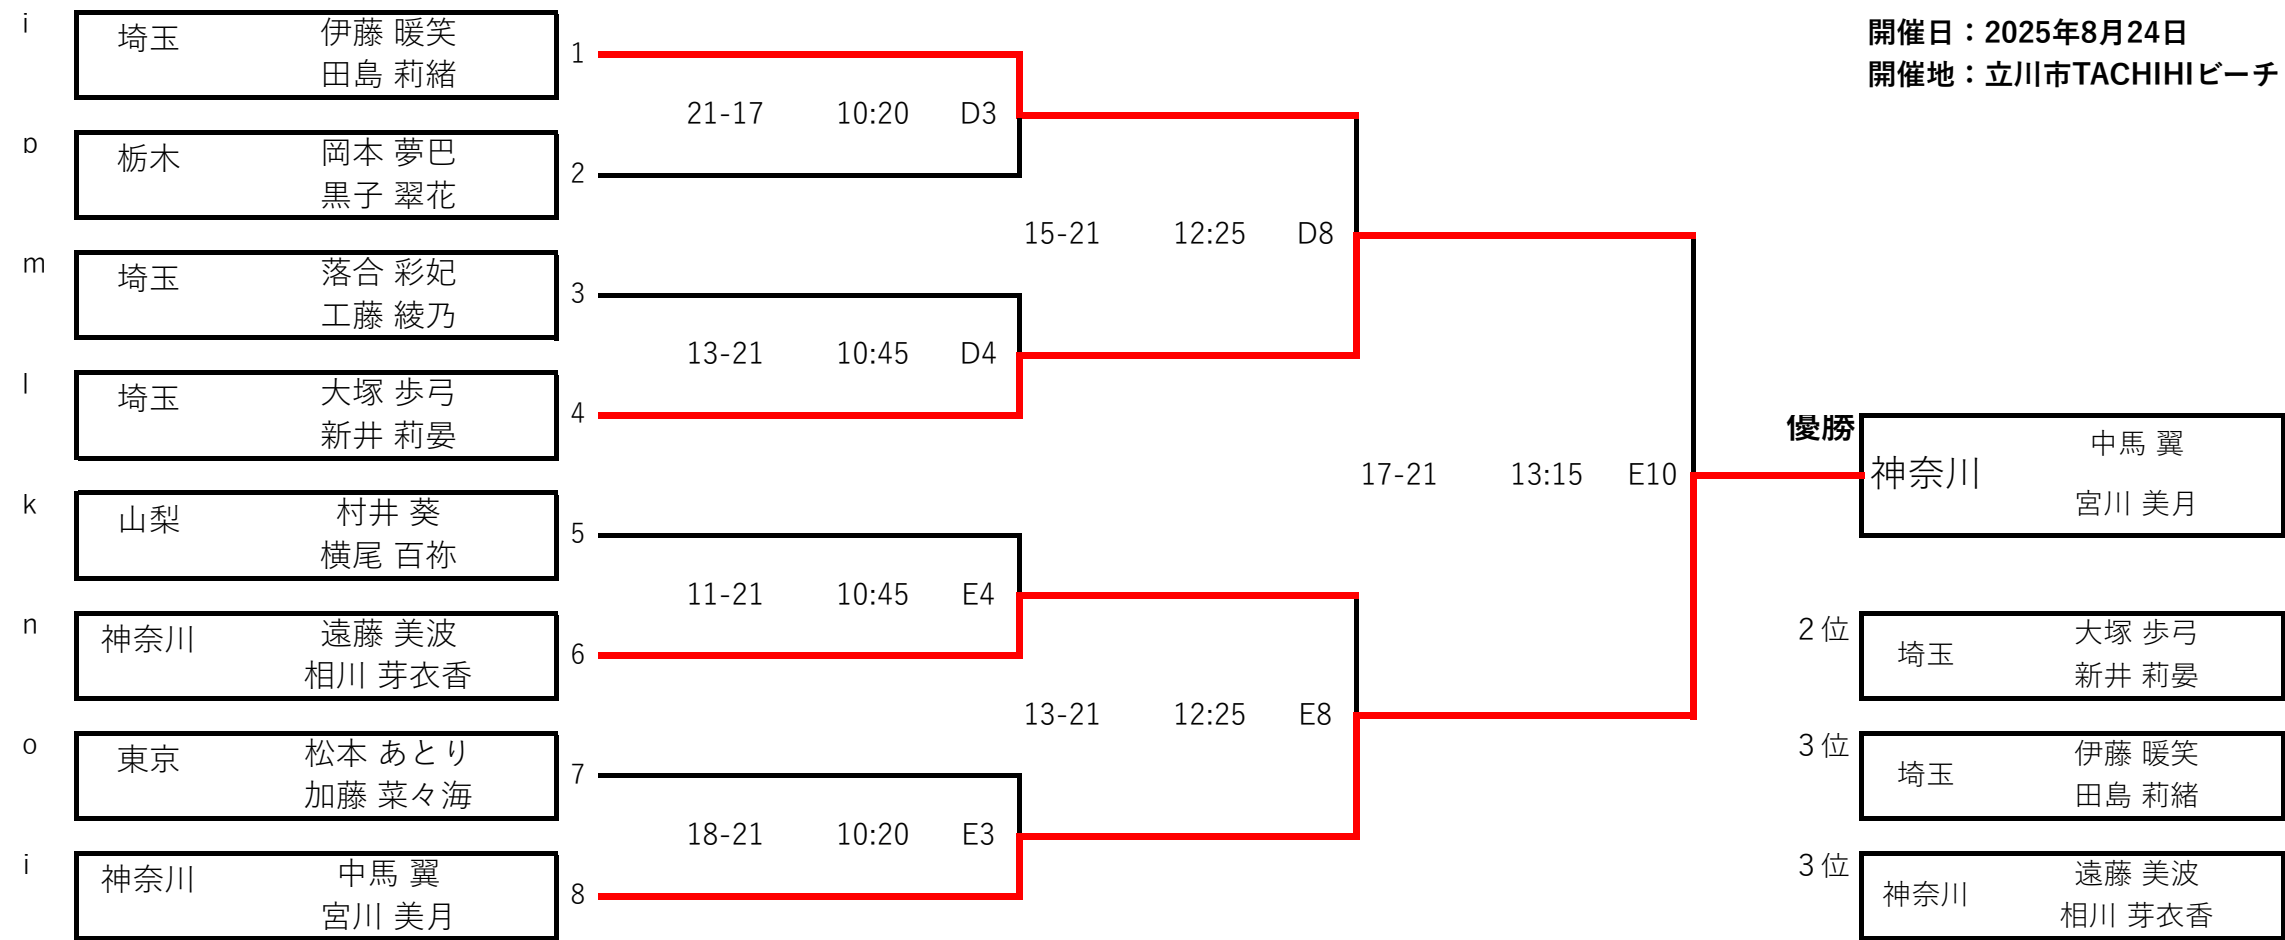 開催日：2025年8月24日
開催地：立川市TACHIHIビーチ
i
埼玉
伊藤 暖笑
田島 莉緒
1
21-17 10:20 D3
p
栃木
岡本 夢巴
黒子 翠花
2
15-21 12:25 D8
m
埼玉
落合 彩妃
工藤 綾乃
3
13-21 10:45 D4
l
埼玉
大塚 歩弓
新井 莉晏
4
17-21 13:15 E10
k
山梨
村井 葵
横尾 百祢
5
11-21 10:45 E4
n
神奈川
遠藤 美波
相川 芽衣香
6
13-21 12:25 E8
o
東京
松本 あとり
加藤 菜々海
7
18-21 10:20 E3
i
神奈川
中馬 翼
宮川 美月
8
優勝
神奈川
中馬 翼
宮川 美月
２位
埼玉
大塚 歩弓
新井 莉晏
３位
埼玉
伊藤 暖笑
田島 莉緒
３位
神奈川
遠藤 美波
相川 芽衣香